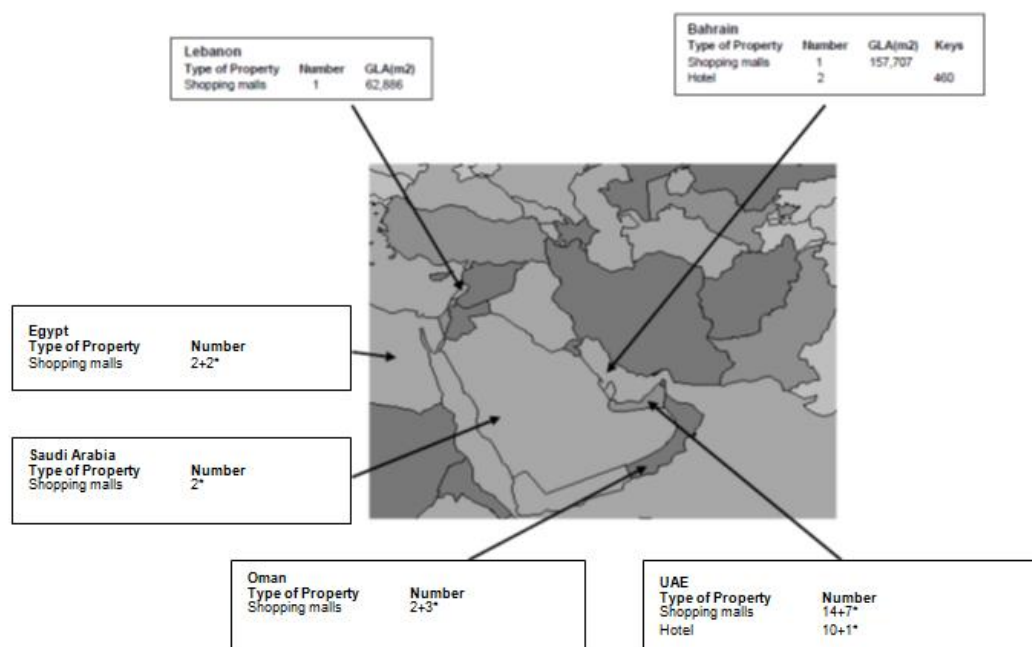 Lebanon
Type of Property Number GLA(m2)
Shopping malls 1 62,886
Bahrain
Type of Property Number GLA(m2) Keys
Shopping malls 1 157,707
Hotel 2 460
Egypt
Type of Property Number
Shopping malls 2+2*
Saudi Arabia
Type of Property Number
Shopping malls 2*
Oman
Type of Property Number
Shopping malls 2+3*
UAE
Type of Property Number
Shopping malls 14+7*
Hotel 10+1*